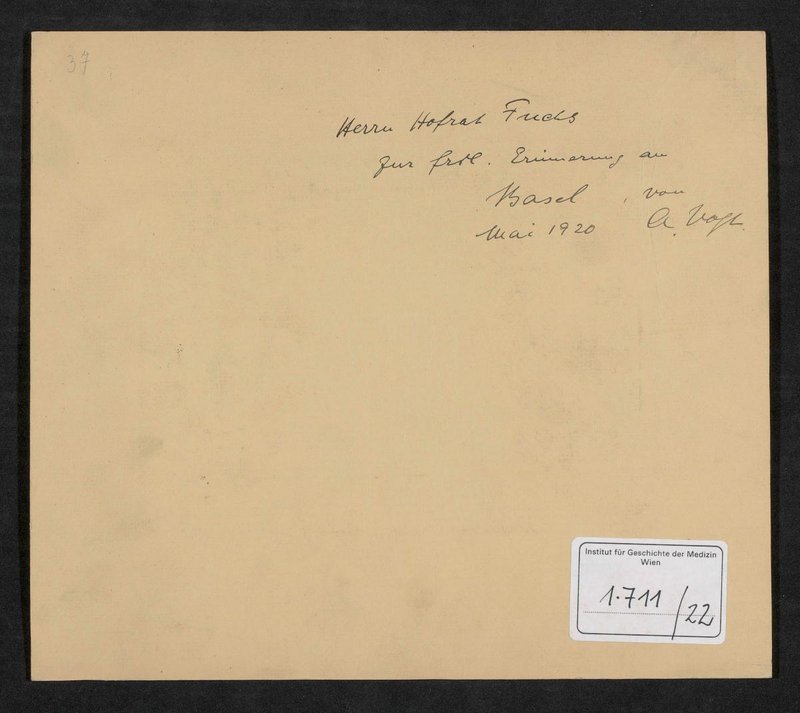 37
Herrn Hofrat Fuchs
zur frdl. Erinnerung an
Basel, von
Mai 1920 A. Vogt.
Institut für Geschichte der Medizin
Wien
1.711/22